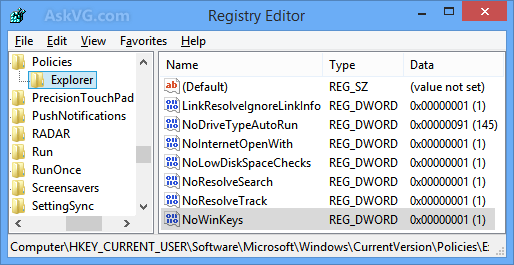 AskVG.com
Registry Editor
File Edit View Favorites Help
Policies
Explorer
PrecisionTouchPad
PushNotifications
RADAR
Run
RunOnce
Screensavers
SettingSync
Name Type Data
ab (Default) REG_SZ (value not set)
LinkResolveIgnoreLinkInfo REG_DWORD 0x00000001 (1)
NoDriveTypeAutoRun REG_DWORD 0x00000091 (145)
NoInternetOpenWith REG_DWORD 0x00000001 (1)
NoLowDiskSpaceChecks REG_DWORD 0x00000001 (1)
NoResolveSearch REG_DWORD 0x00000001 (1)
NoResolveTrack REG_DWORD 0x00000001 (1)
NoWinKeys REG_DWORD 0x00000001 (1)
Computer\HKEY_CURRENT_USER\Software\Microsoft\Windows\CurrentVersion\Policies\E